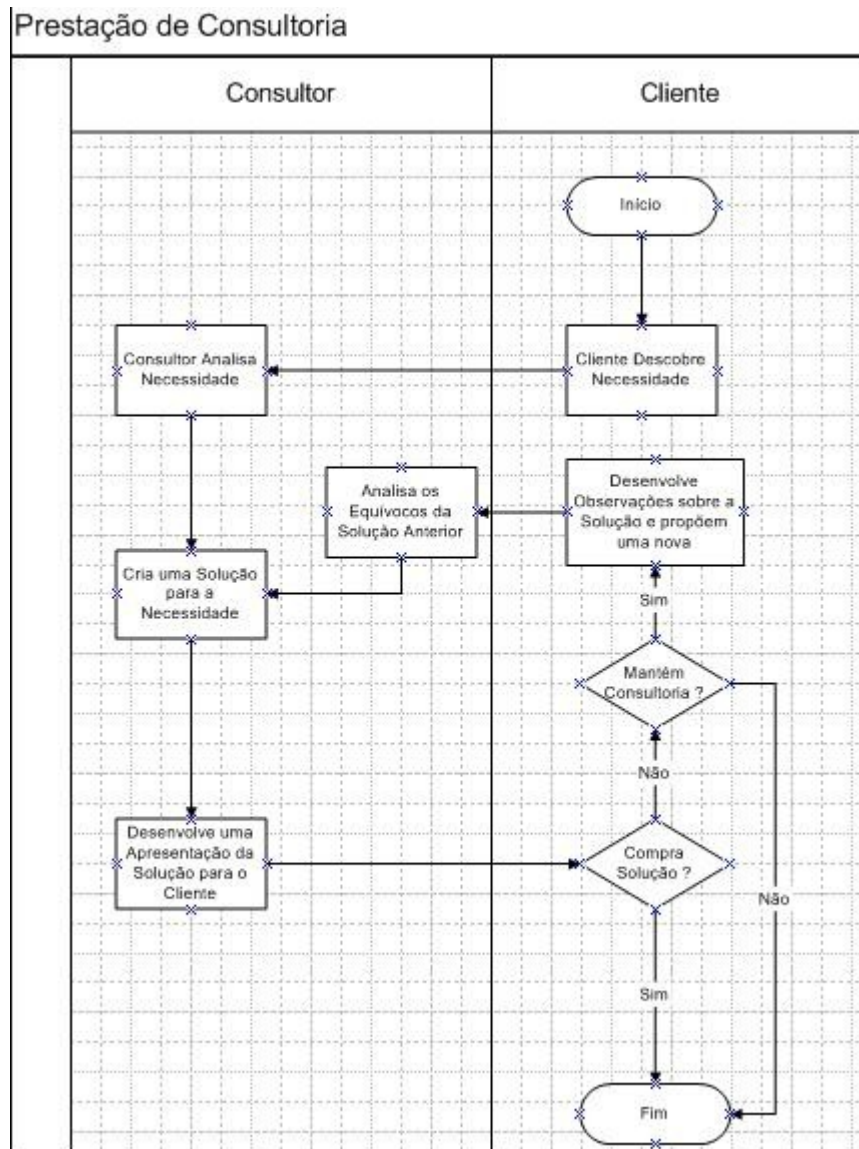 Prestação de Consultoria
Consultor
Cliente
Início
Consultor Analisa
Necessidade
Cliente Descobre
Necessidade
Analisa os
Equívocos da
Solução Anterior
Desenvolve
Observações sobre a
Solução e propõem
uma nova
Cria uma Solução
para a
Necessidade
Sim
Mantém
Consultoria ?
Não
Desenvolve uma
Apresentação da
Solução para o
Cliente
Compra
Solução ?
Não
Sim
Fim